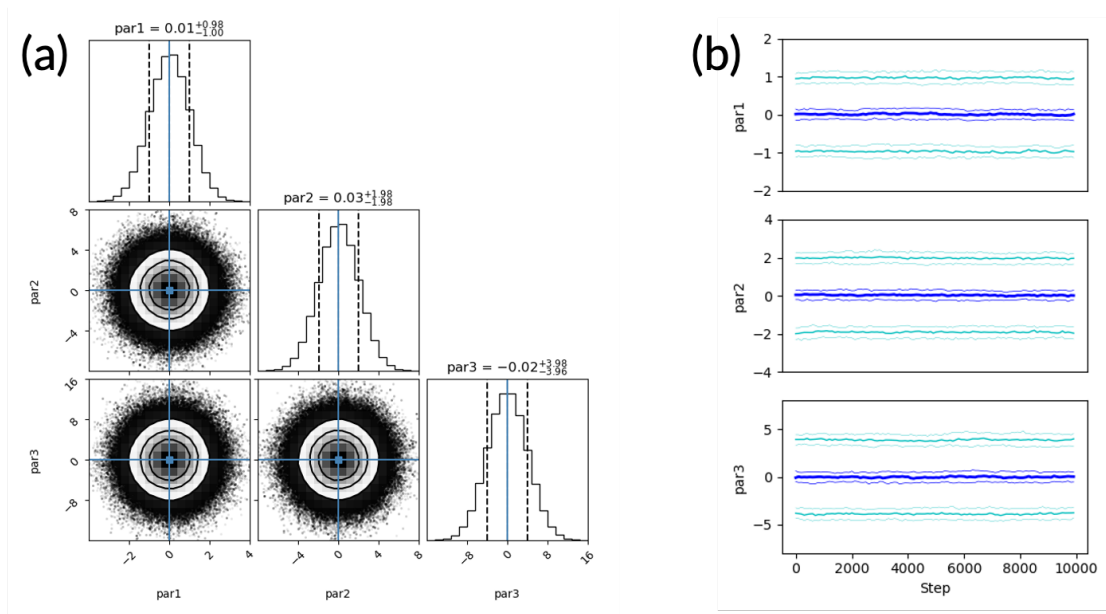 (a)
par1 = 0.01 +0.98 −1.00
par2 = 0.03 +1.98 −1.98
8
4
0
−4
par2
par3 = −0.02 +3.98 −3.96
16
8
0
−8
par3
−2 0 2 4
−4 0 4 8
−8 0 8 16
par1 par2 par3
(b)
2
1
0
−1
−2
par1
4
2
0
−2
−4
par2
5
0
−5
par3
0 2000 4000 6000 8000 10000
Step